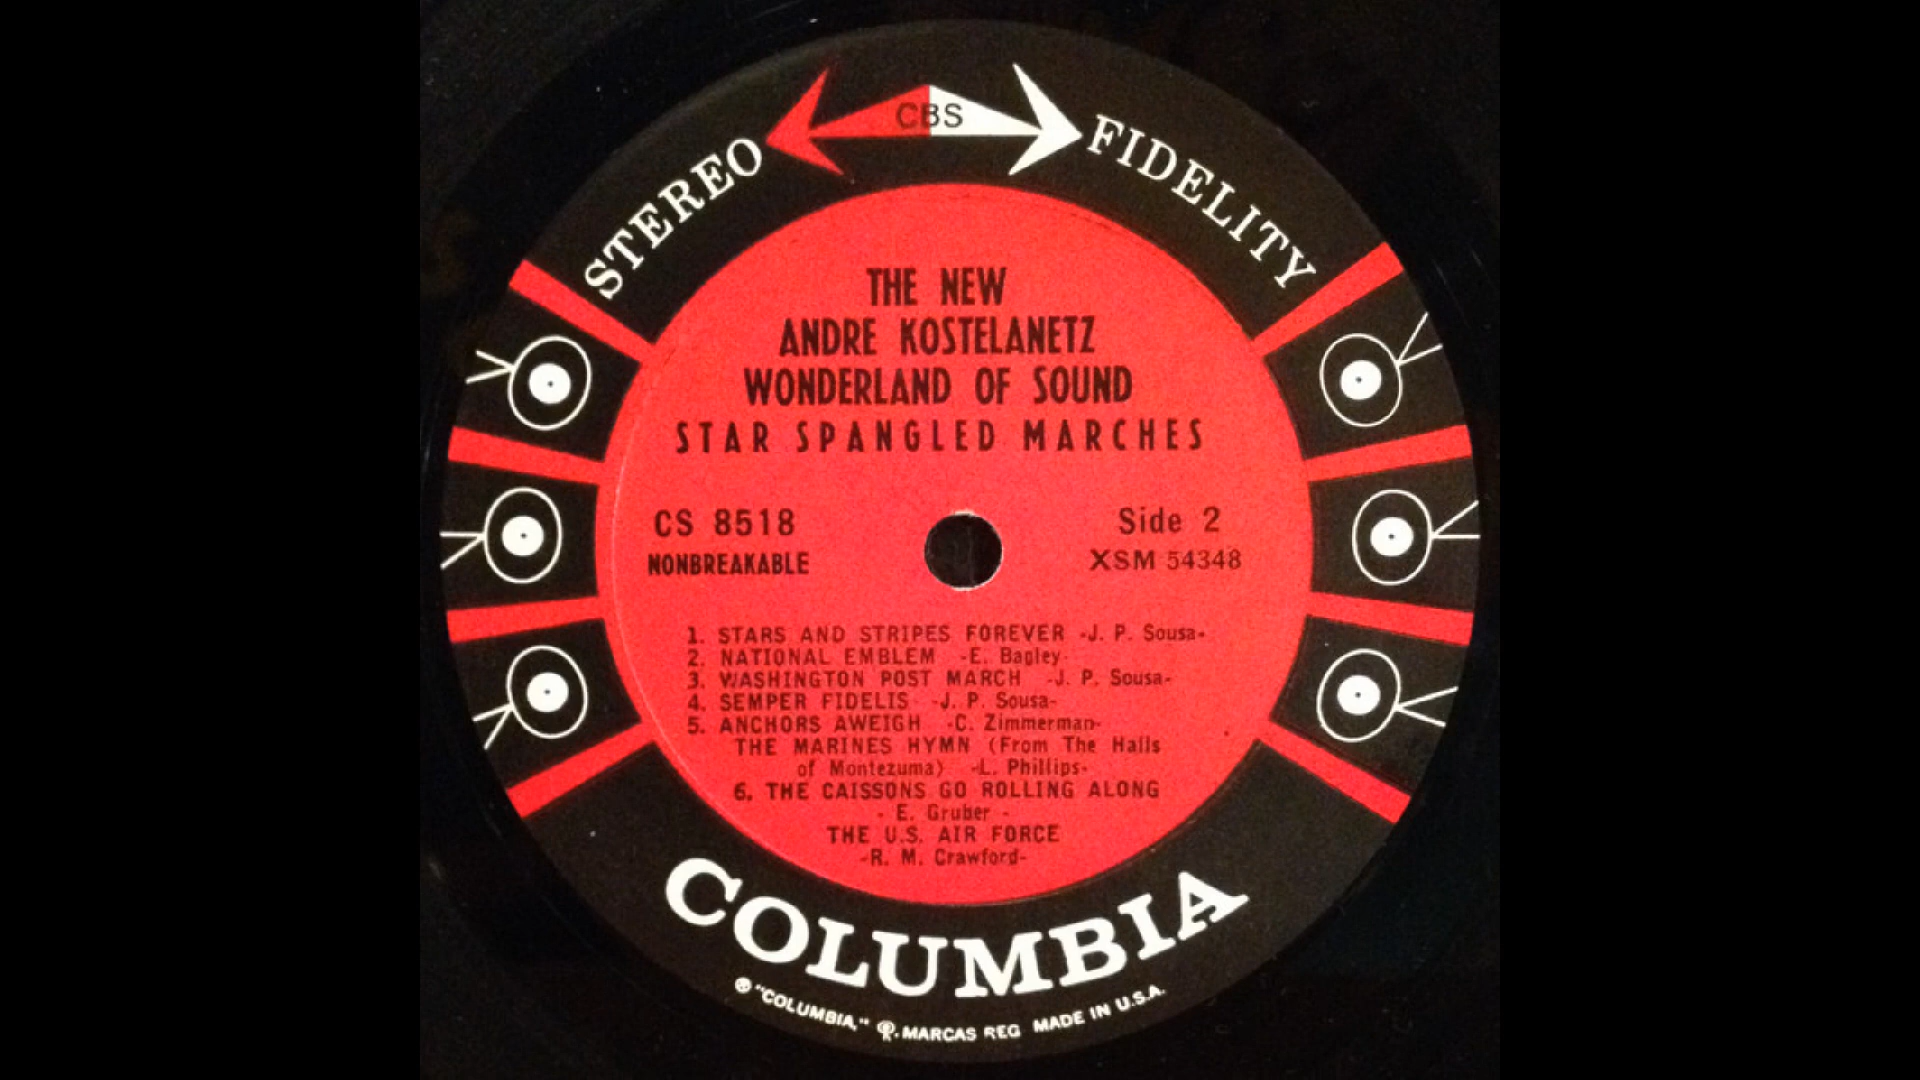 CBS
STEREO FIDELITY
THE NEW
ANDRE KOSTELANETZ
WONDERLAND OF SOUND
STAR SPANGLED MARCHES
CS 8518
NONBREAKABLE
Side 2
XSM 54348
1. STARS AND STRIPES FOREVER -J. P. Sousa-
2. NATIONAL EMBLEM -E. Bagley-
3. WASHINGTON POST MARCH -J. P. Sousa-
4. SEMPER FIDELIS -J. P. Sousa-
5. ANCHORS AWEIGH -C. Zimmerman-
THE MARINES HYMN (From The Halls
of Montezuma) -L. Phillips-
6. THE CAISSONS GO ROLLING ALONG
- E. Gruber -
THE U.S. AIR FORCE
-R. M. Crawford-
COLUMBIA
® "COLUMBIA," ®. MARCAS REG MADE IN U.S.A.